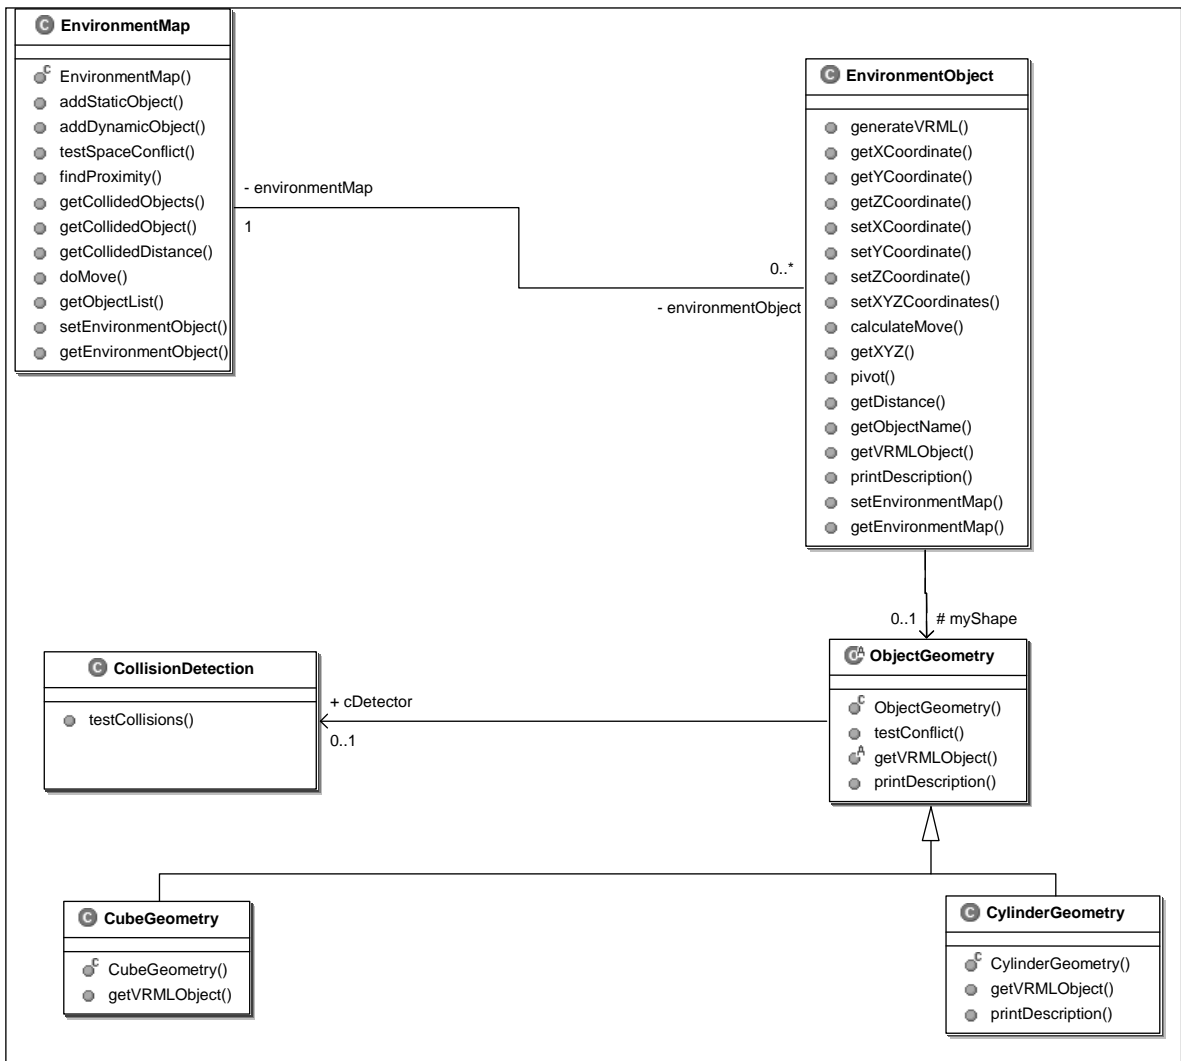 C EnvironmentMap
C EnvironmentMap()
addStaticObject()
addDynamicObject()
testSpaceConflict()
findProximity()
getCollidedObjects()
getCollidedObject()
getCollidedDistance()
doMove()
getObjectList()
setEnvironmentObject()
getEnvironmentObject()
- environmentMap
1
0..*
- environmentObject
C EnvironmentObject
generateVRML()
getXCoordinate()
getYCoordinate()
getZCoordinate()
setXCoordinate()
setYCoordinate()
setZCoordinate()
setXYZCoordinates()
calculateMove()
getXYZ()
pivot()
getDistance()
getObjectName()
getVRMLObject()
printDescription()
setEnvironmentMap()
getEnvironmentMap()
0..1 # myShape
C A ObjectGeometry
C ObjectGeometry()
testConflict()
A getVRMLObject()
printDescription()
+ cDetector
0..1
C CollisionDetection
testCollisions()
C CubeGeometry
C CubeGeometry()
getVRMLObject()
C CylinderGeometry
C CylinderGeometry()
getVRMLObject()
printDescription()